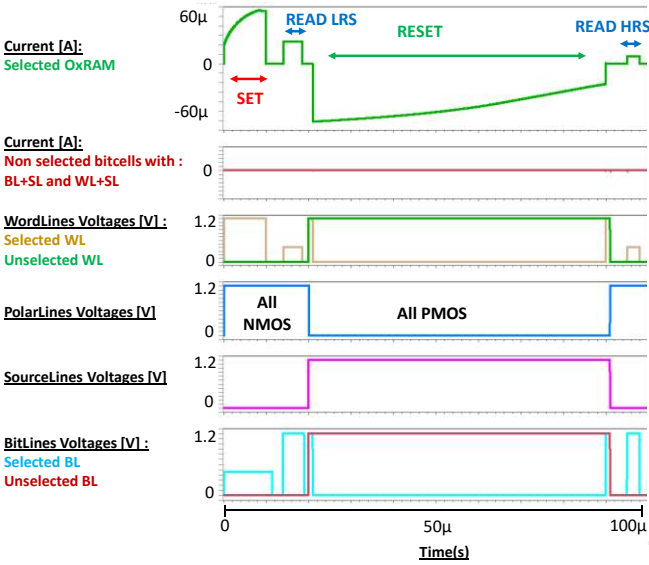 60µ
READ LRS
READ HRS
Current [A]:
RESET
Selected OxRAM
0
SET
-60µ
Current [A]:
Non selected bitcells with :
0
BL+SL and WL+SL
WordLines Voltages [V] :
1.2
Selected WL
Unselected WL
0
1.2
All
NMOS
All PMOS
PolarLines Voltages [V]
0
1.2
SourceLines Voltages [V]
0
BitLines Voltages [V] :
1.2
Selected BL
Unselected BL
0
0
50µ
100µ
Time(s)